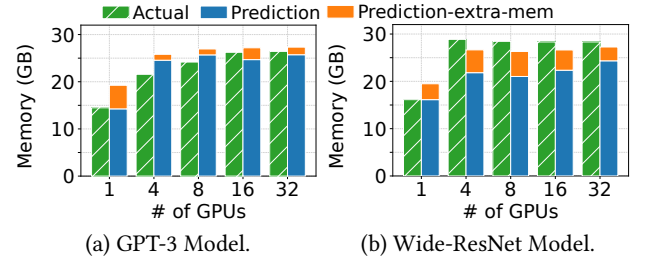 Actual Prediction Prediction-extra-mem
Memory (GB)
30
20
10
0
1 4 8 16 32
# of GPUs
(a) GPT-3 Model.
Memory (GB)
30
20
10
0
1 4 8 16 32
# of GPUs
(b) Wide-ResNet Model.